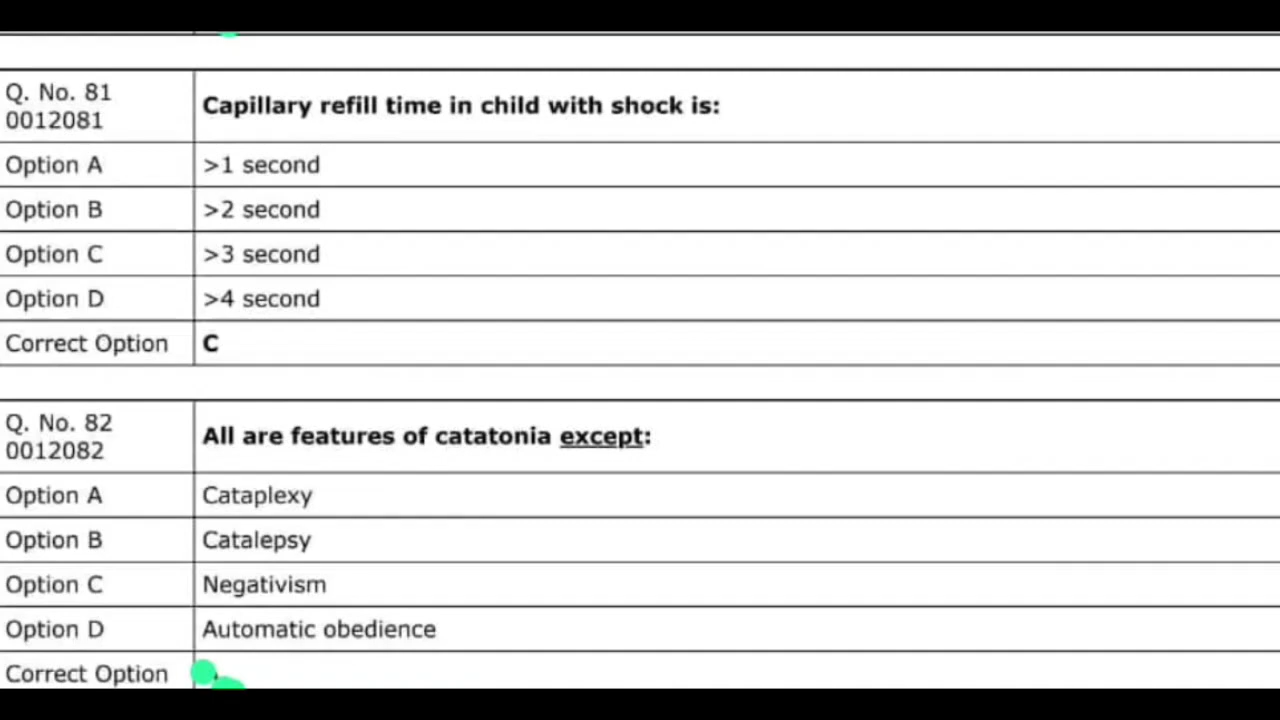 Q. No. 81
0012081
Capillary refill time in child with shock is:
Option A >1 second
Option B >2 second
Option C >3 second
Option D >4 second
Correct Option C
Q. No. 82
0012082
All are features of catatonia except:
Option A Cataplexy
Option B Catalepsy
Option C Negativism
Option D Automatic obedience
Correct Option